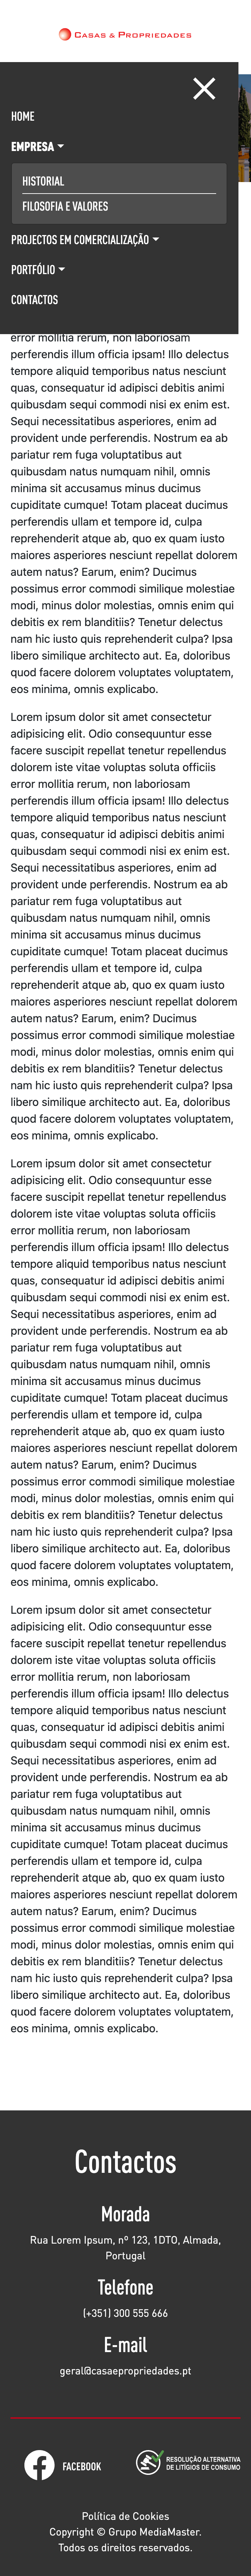 CASAS & PROPRIEDADES
HOME
EMPRESA
HISTORIAL
FILOSOFIA E VALORES
PROJECTOS EM COMERCIALIZAÇÃO
PORTFÓLIO
CONTACTOS
error mollitia rerum, non laboriosam
perferendis illum officia ipsam! Illo delectus
tempore aliquid temporibus natus nesciunt
quas, consequatur id adipisci debitis animi
quibusdam sequi commodi nisi ex enim est.
Sequi necessitatibus asperiores, enim ad
provident unde perferendis. Nostrum ea ab
pariatur rem fuga voluptatibus aut
quibusdam natus numquam nihil, omnis
minima sit accusamus minus ducimus
cupiditate cumque! Totam placeat ducimus
perferendis ullam et tempore id, culpa
reprehenderit atque ab, quo ex quam iusto
maiores asperiores nesciunt repellat dolorem
autem natus? Earum, enim? Ducimus
possimus error commodi similique molestiae
modi, minus dolor molestias, omnis enim qui
debitis ex rem blanditiis? Tenetur delectus
nam hic iusto quis reprehenderit culpa? Ipsa
libero similique architecto aut. Ea, doloribus
quod facere dolorem voluptates voluptatem,
eos minima, omnis explicabo.
Lorem ipsum dolor sit amet consectetur
adipisicing elit. Odio consequuntur esse
facere suscipit repellat tenetur repellendus
dolorem iste vitae voluptas soluta officiis
error mollitia rerum, non laboriosam
perferendis illum officia ipsam! Illo delectus
tempore aliquid temporibus natus nesciunt
quas, consequatur id adipisci debitis animi
quibusdam sequi commodi nisi ex enim est.
Sequi necessitatibus asperiores, enim ad
provident unde perferendis. Nostrum ea ab
pariatur rem fuga voluptatibus aut
quibusdam natus numquam nihil, omnis
minima sit accusamus minus ducimus
cupiditate cumque! Totam placeat ducimus
perferendis ullam et tempore id, culpa
reprehenderit atque ab, quo ex quam iusto
maiores asperiores nesciunt repellat dolorem
autem natus? Earum, enim? Ducimus
possimus error commodi similique molestiae
modi, minus dolor molestias, omnis enim qui
debitis ex rem blanditiis? Tenetur delectus
nam hic iusto quis reprehenderit culpa? Ipsa
libero similique architecto aut. Ea, doloribus
quod facere dolorem voluptates voluptatem,
eos minima, omnis explicabo.
Lorem ipsum dolor sit amet consectetur
adipisicing elit. Odio consequuntur esse
facere suscipit repellat tenetur repellendus
dolorem iste vitae voluptas soluta officiis
error mollitia rerum, non laboriosam
perferendis illum officia ipsam! Illo delectus
tempore aliquid temporibus natus nesciunt
quas, consequatur id adipisci debitis animi
quibusdam sequi commodi nisi ex enim est.
Sequi necessitatibus asperiores, enim ad
provident unde perferendis. Nostrum ea ab
pariatur rem fuga voluptatibus aut
quibusdam natus numquam nihil, omnis
minima sit accusamus minus ducimus
cupiditate cumque! Totam placeat ducimus
perferendis ullam et tempore id, culpa
reprehenderit atque ab, quo ex quam iusto
maiores asperiores nesciunt repellat dolorem
autem natus? Earum, enim? Ducimus
possimus error commodi similique molestiae
modi, minus dolor molestias, omnis enim qui
debitis ex rem blanditiis? Tenetur delectus
nam hic iusto quis reprehenderit culpa? Ipsa
libero similique architecto aut. Ea, doloribus
quod facere dolorem voluptates voluptatem,
eos minima, omnis explicabo.
Lorem ipsum dolor sit amet consectetur
adipisicing elit. Odio consequuntur esse
facere suscipit repellat tenetur repellendus
dolorem iste vitae voluptas soluta officiis
error mollitia rerum, non laboriosam
perferendis illum officia ipsam! Illo delectus
tempore aliquid temporibus natus nesciunt
quas, consequatur id adipisci debitis animi
quibusdam sequi commodi nisi ex enim est.
Sequi necessitatibus asperiores, enim ad
provident unde perferendis. Nostrum ea ab
pariatur rem fuga voluptatibus aut
quibusdam natus numquam nihil, omnis
minima sit accusamus minus ducimus
cupiditate cumque! Totam placeat ducimus
perferendis ullam et tempore id, culpa
reprehenderit atque ab, quo ex quam iusto
maiores asperiores nesciunt repellat dolorem
autem natus? Earum, enim? Ducimus
possimus error commodi similique molestiae
modi, minus dolor molestias, omnis enim qui
debitis ex rem blanditiis? Tenetur delectus
nam hic iusto quis reprehenderit culpa? Ipsa
libero similique architecto aut. Ea, doloribus
quod facere dolorem voluptates voluptatem,
eos minima, omnis explicabo.
Contactos
Morada
Rua Lorem Ipsum, nº 123, 1DTO, Almada,
Portugal
Telefone
(+351) 300 555 666
E-mail
geral@casaepropriedades.pt
FACEBOOK
RESOLUÇÃO ALTERNATIVA
DE LITÍGIOS DE CONSUMO
Política de Cookies
Copyright © Grupo MediaMaster.
Todos os direitos reservados.